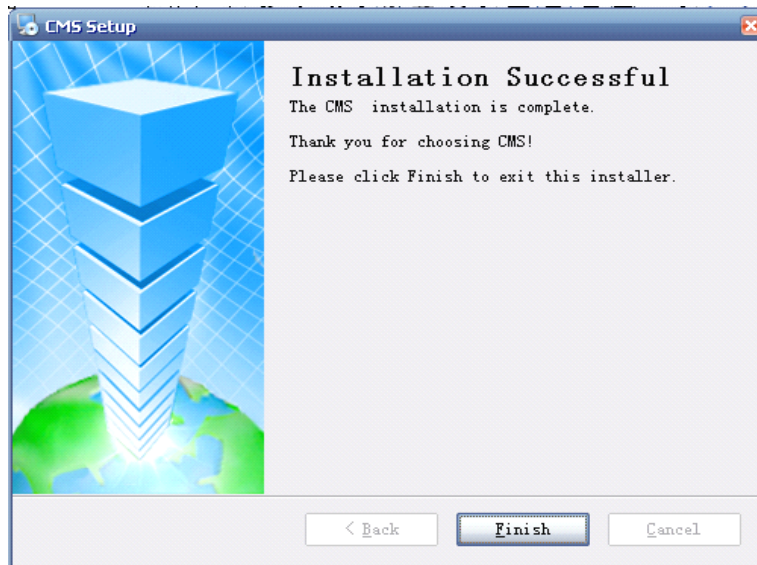 CMS Setup
Installation Successful
The CMS  installation is complete.
Thank you for choosing CMS!
Please click Finish to exit this installer.
< Back
Finish
Cancel